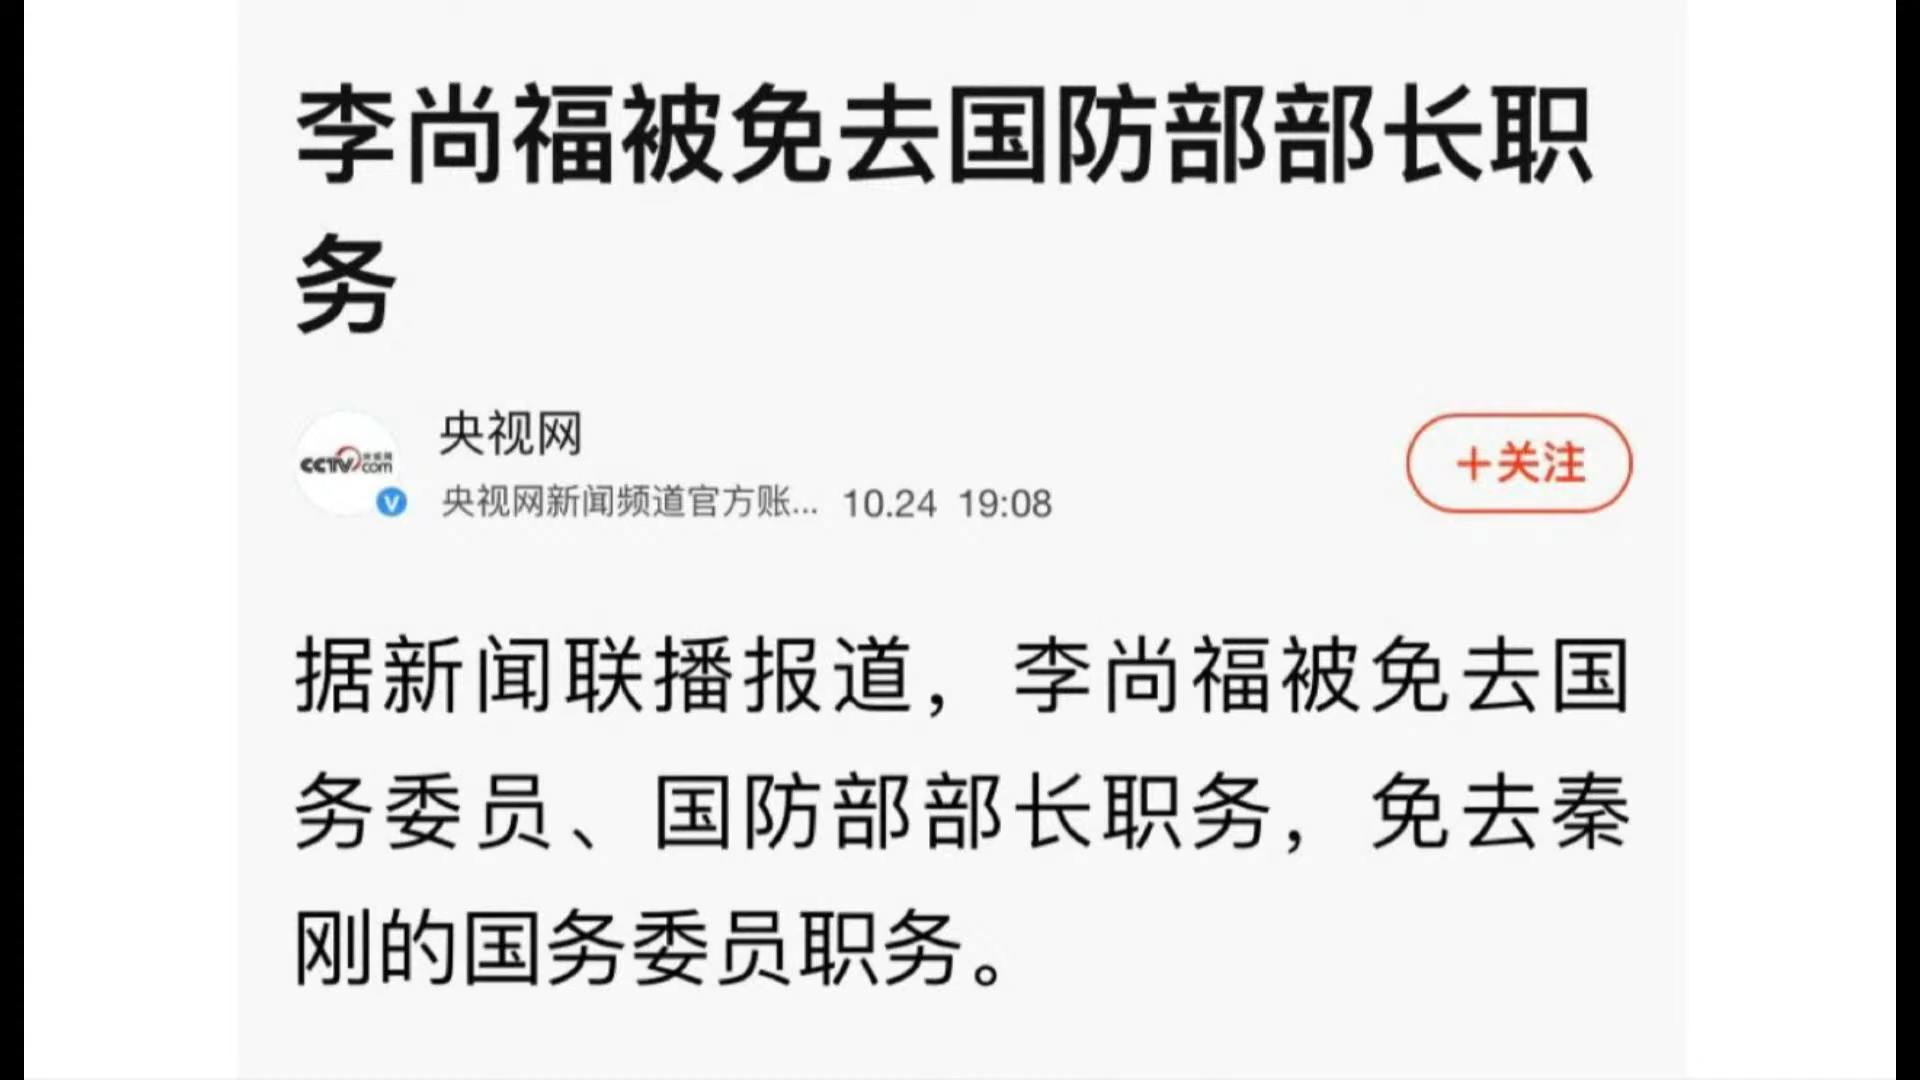 李尚福被免去国防部部长职
务
央视网
CCTV.com
央视网新闻频道官方账... 10.24 19:08
+关注
据新闻联播报道，李尚福被免去国
务委员、国防部部长职务，免去秦
刚的国务委员职务。